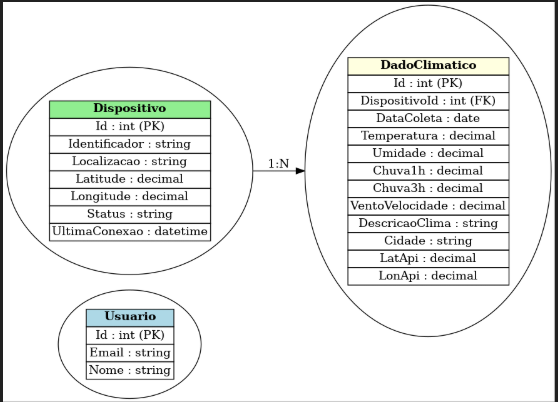 Dispositivo
Id : int (PK)
Identificador : string
Localizacao : string
Latitude : decimal
Longitude : decimal
Status : string
UltimaConexao : datetime
1:N
DadoClimatico
Id : int (PK)
DispositivoId : int (FK)
DataColeta : date
Temperatura : decimal
Umidade : decimal
Chuva1h : decimal
Chuva3h : decimal
VentoVelocidade : decimal
DescricaoClima : string
Cidade : string
LatApi : decimal
LonApi : decimal
Usuario
Id : int (PK)
Email : string
Nome : string